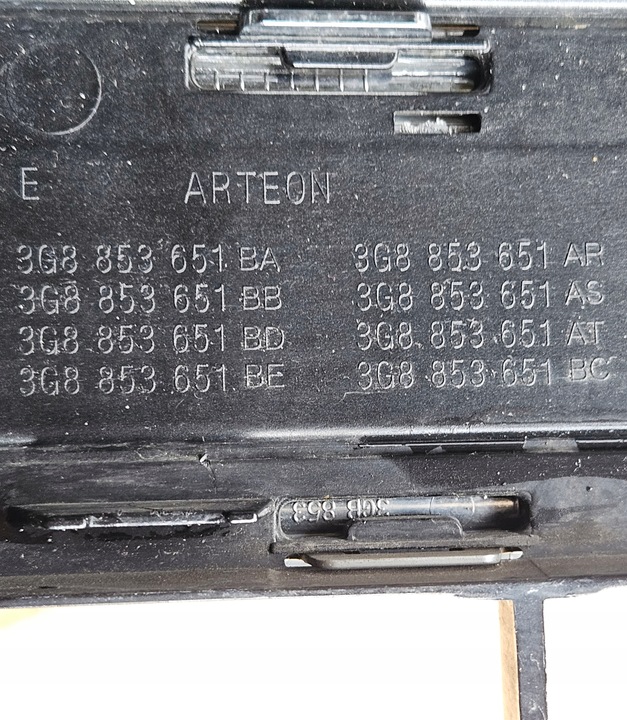 E ARTEON
3G8 853 651 BA 3G8 853 651 AR
3G8 853 651 BB 3G8 853 651 AS
3G8 853 651 BD 3G8 853 651 AT
3G8 853 651 BE 3G8 853 651 BC
3GB 853